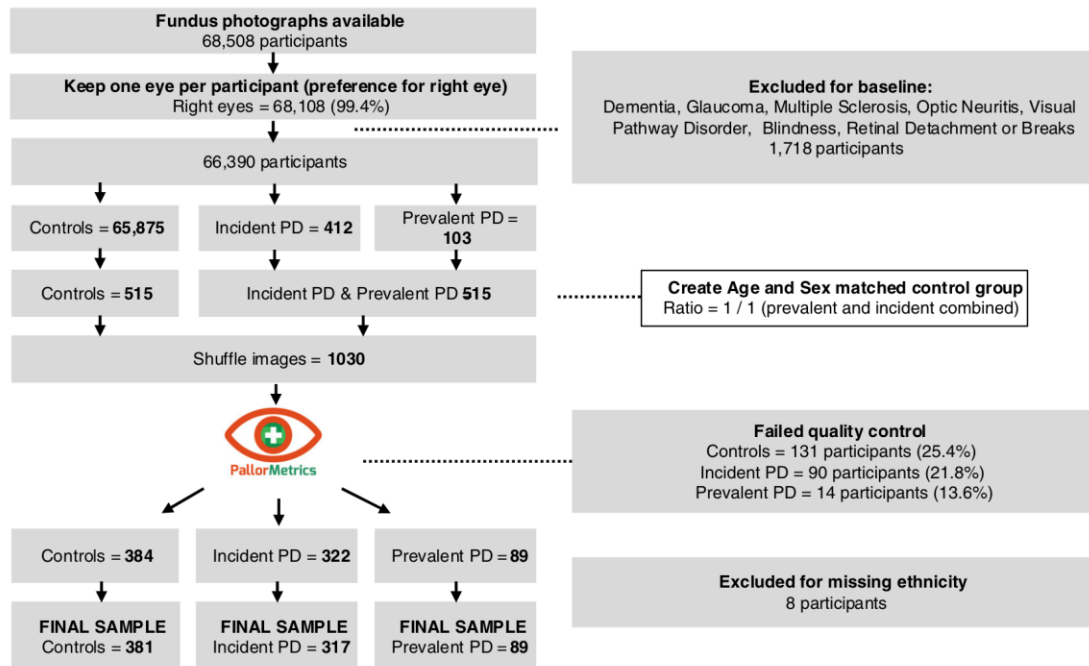 Fundus photographs available
68,508 participants
Keep one eye per participant (preference for right eye)
Right eyes = 68,108 (99.4%)
Excluded for baseline:
Dementia, Glaucoma, Multiple Sclerosis, Optic Neuritis, Visual
Pathway Disorder, Blindness, Retinal Detachment or Breaks
1,718 participants
66,390 participants
Controls = 65,875
Incident PD = 412
Prevalent PD =
103
Controls = 515
Incident PD & Prevalent PD 515
Create Age and Sex matched control group
Ratio = 1 / 1 (prevalent and incident combined)
Shuffle images = 1030
PallorMetrics
Failed quality control
Controls = 131 participants (25.4%)
Incident PD = 90 participants (21.8%)
Prevalent PD = 14 participants (13.6%)
Controls = 384
Incident PD = 322
Prevalent PD = 89
Excluded for missing ethnicity
8 participants
FINAL SAMPLE
Controls = 381
FINAL SAMPLE
Incident PD = 317
FINAL SAMPLE
Prevalent PD = 89